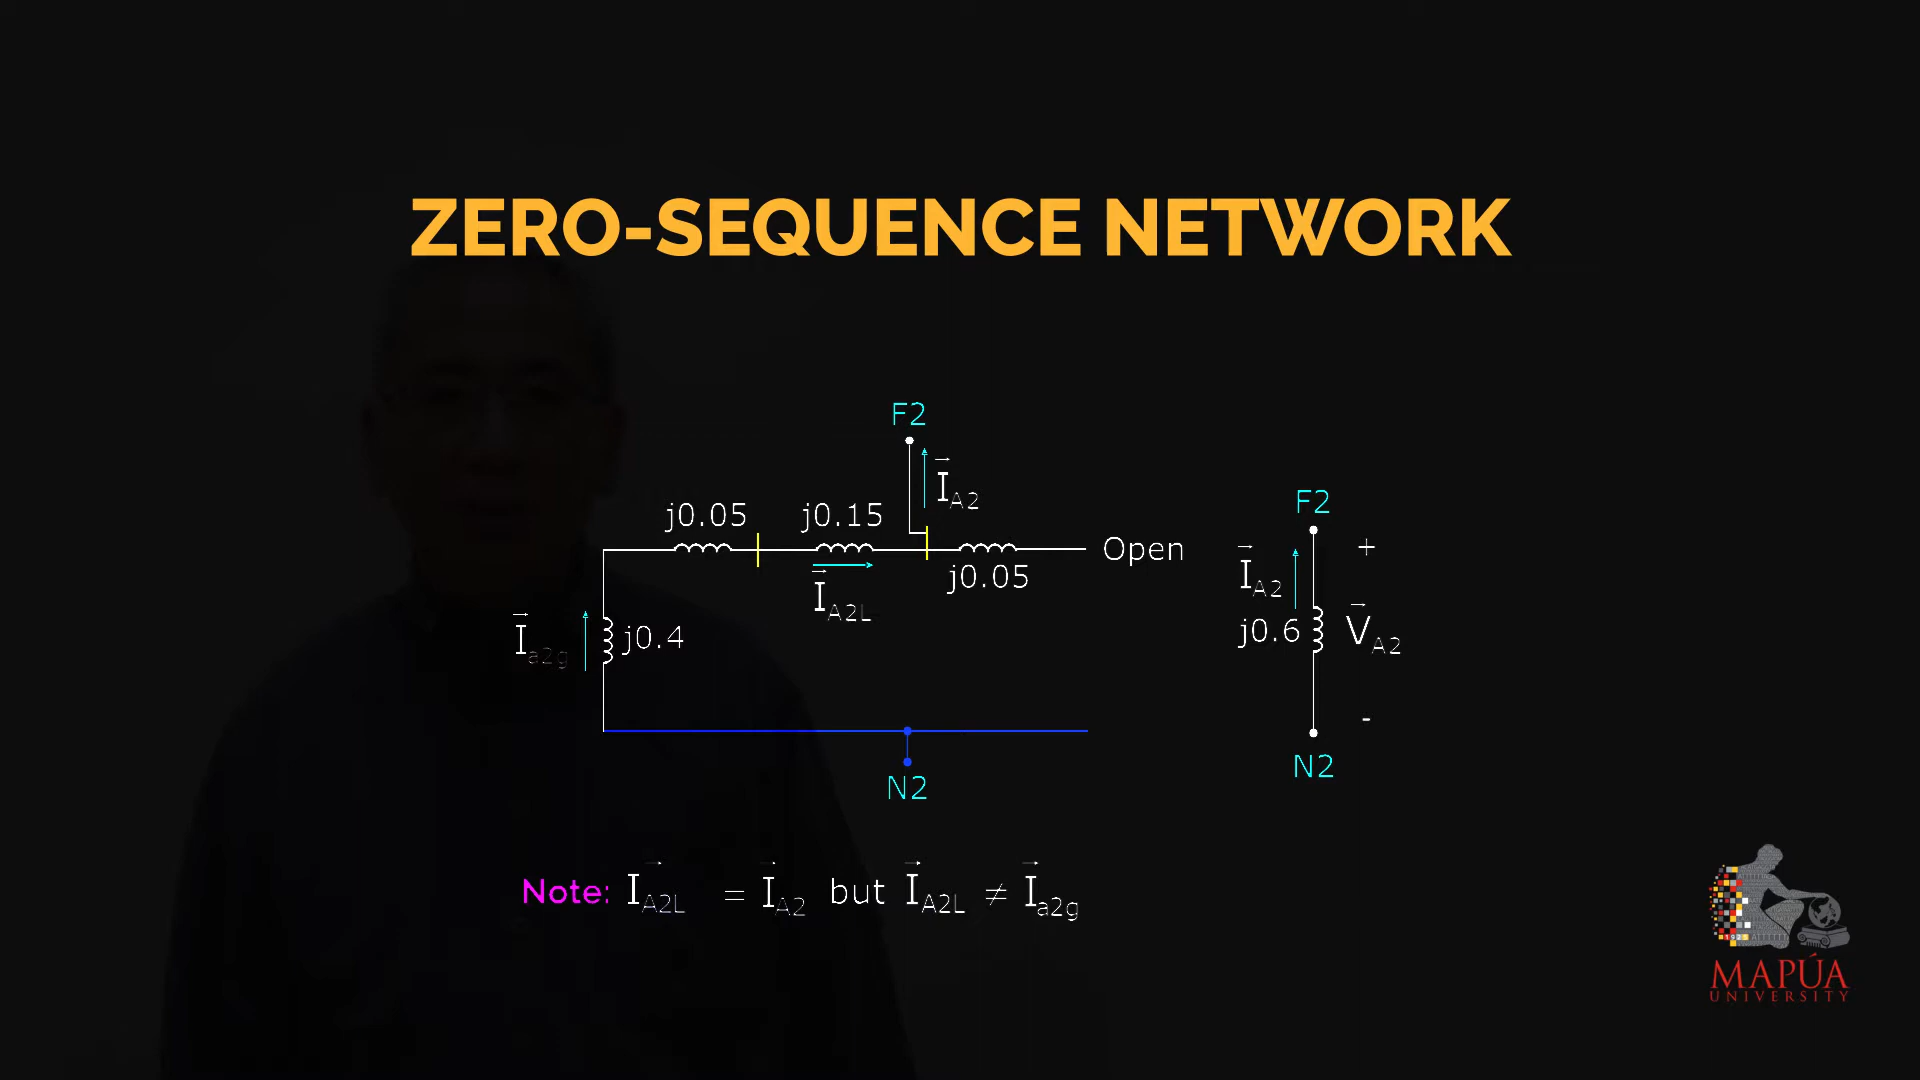 ZERO-SEQUENCE NETWORK
F2
I A2
j0.05
j0.15
Open
j0.05
I A2L
I a2g
j0.4
N2
F2
+
I A2
j0.6
V A2
-
N2
Note: I A2L = I A2 but I A2L ≠ I a2g
MAPÚA
UNIVERSITY